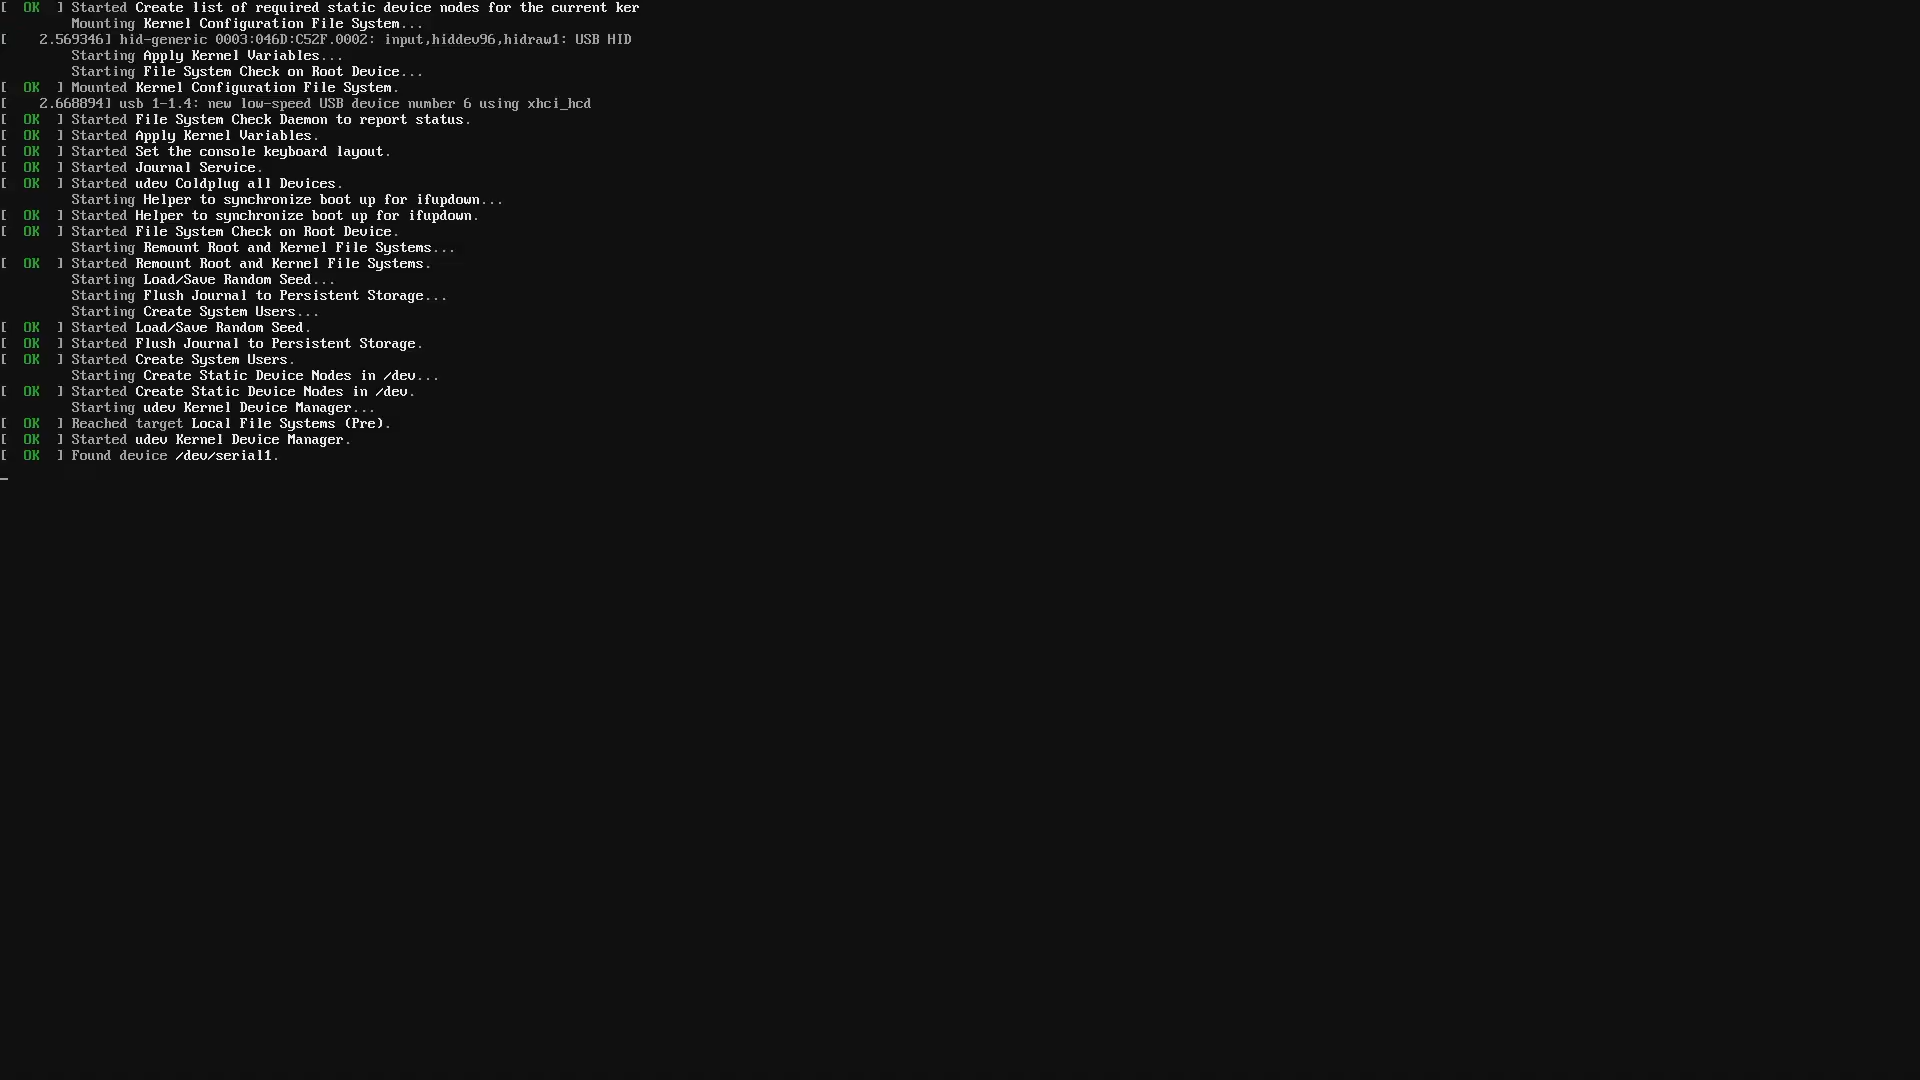 [  OK  ] Started Create list of required static device nodes for the current ker
         Mounting Kernel Configuration File System...
[    2.569346] hid-generic 0003:046D:C52F.0002: input,hiddev96,hidraw1: USB HID
         Starting Apply Kernel Variables...
         Starting File System Check on Root Device...
[  OK  ] Mounted Kernel Configuration File System.
[    2.668894] usb 1-1.4: new low-speed USB device number 6 using xhci_hcd
[  OK  ] Started File System Check Daemon to report status.
[  OK  ] Started Apply Kernel Variables.
[  OK  ] Started Set the console keyboard layout.
[  OK  ] Started Journal Service.
[  OK  ] Started udev Coldplug all Devices.
         Starting Helper to synchronize boot up for ifupdown...
[  OK  ] Started Helper to synchronize boot up for ifupdown.
[  OK  ] Started File System Check on Root Device.
         Starting Remount Root and Kernel File Systems...
[  OK  ] Started Remount Root and Kernel File Systems.
         Starting Load/Save Random Seed...
         Starting Flush Journal to Persistent Storage...
         Starting Create System Users...
[  OK  ] Started Load/Save Random Seed.
[  OK  ] Started Flush Journal to Persistent Storage.
[  OK  ] Started Create System Users.
         Starting Create Static Device Nodes in /dev...
[  OK  ] Started Create Static Device Nodes in /dev.
         Starting udev Kernel Device Manager...
[  OK  ] Reached target Local File Systems (Pre).
[  OK  ] Started udev Kernel Device Manager.
[  OK  ] Found device /dev/serial1.